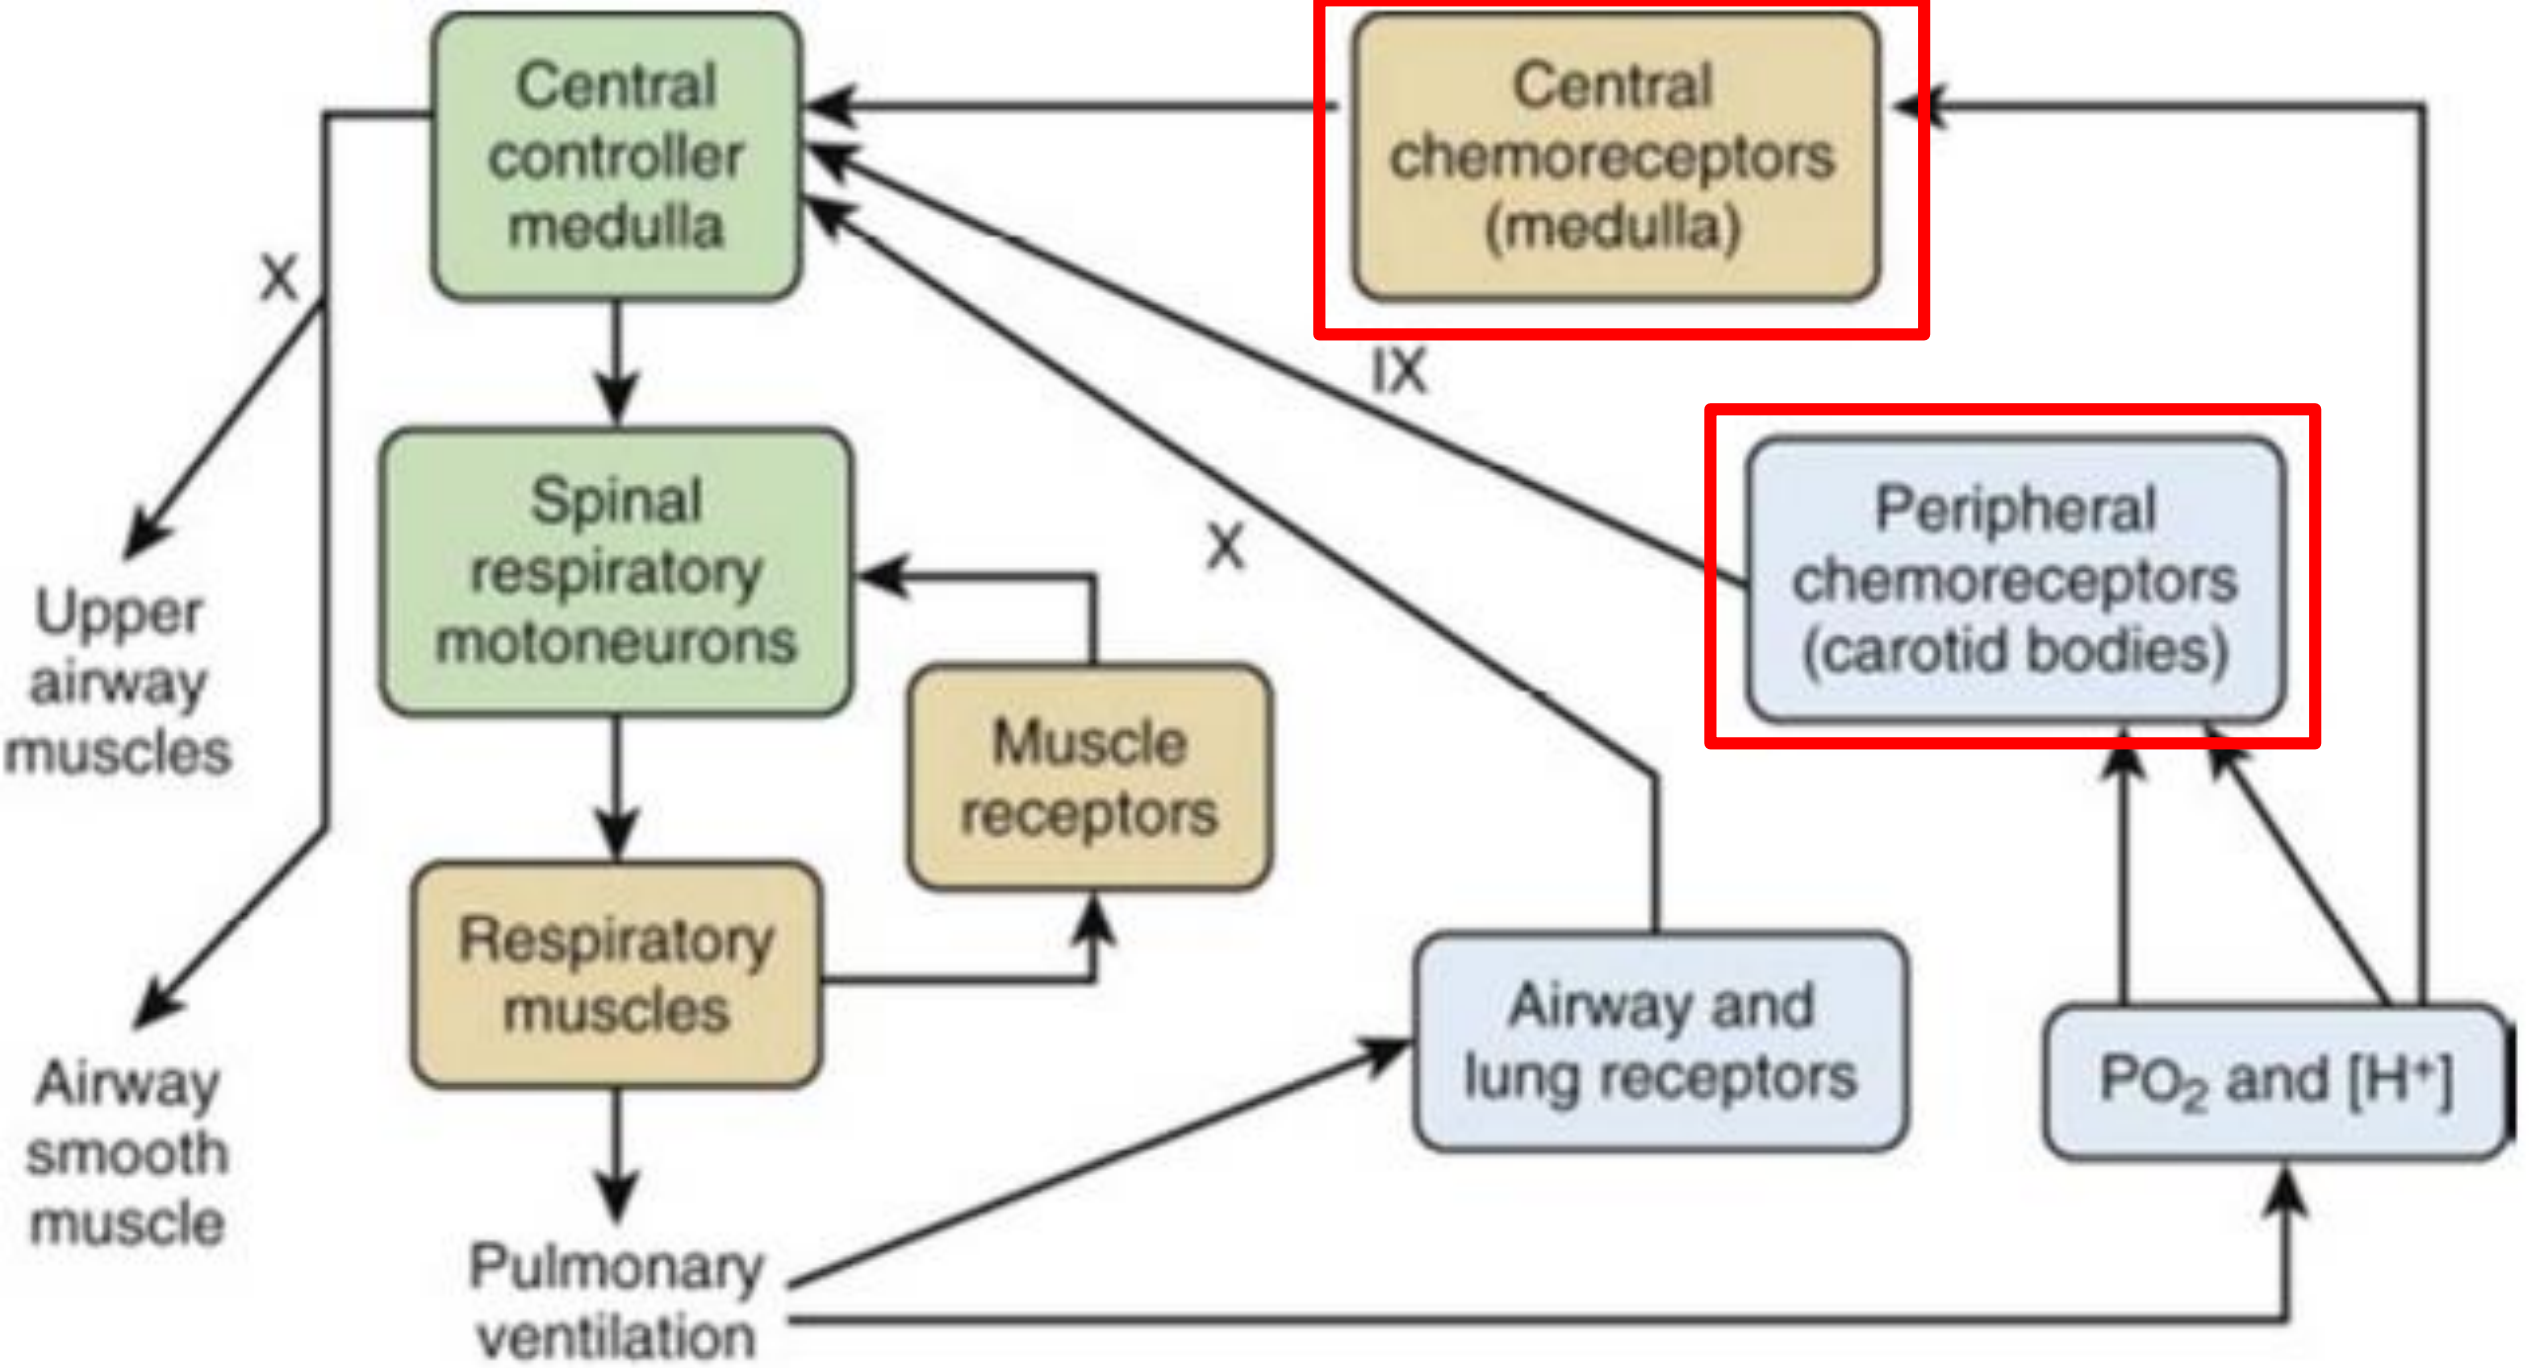 Central
controller
medulla
Central
chemoreceptors
(medulla)
X
IX
Spinal
respiratory
motoneurons
Peripheral
chemoreceptors
(carotid bodies)
X
Upper
airway
muscles
Muscle
receptors
Respiratory
muscles
Airway and
lung receptors
PO₂ and [H⁺]
Airway
smooth
muscle
Pulmonary
ventilation